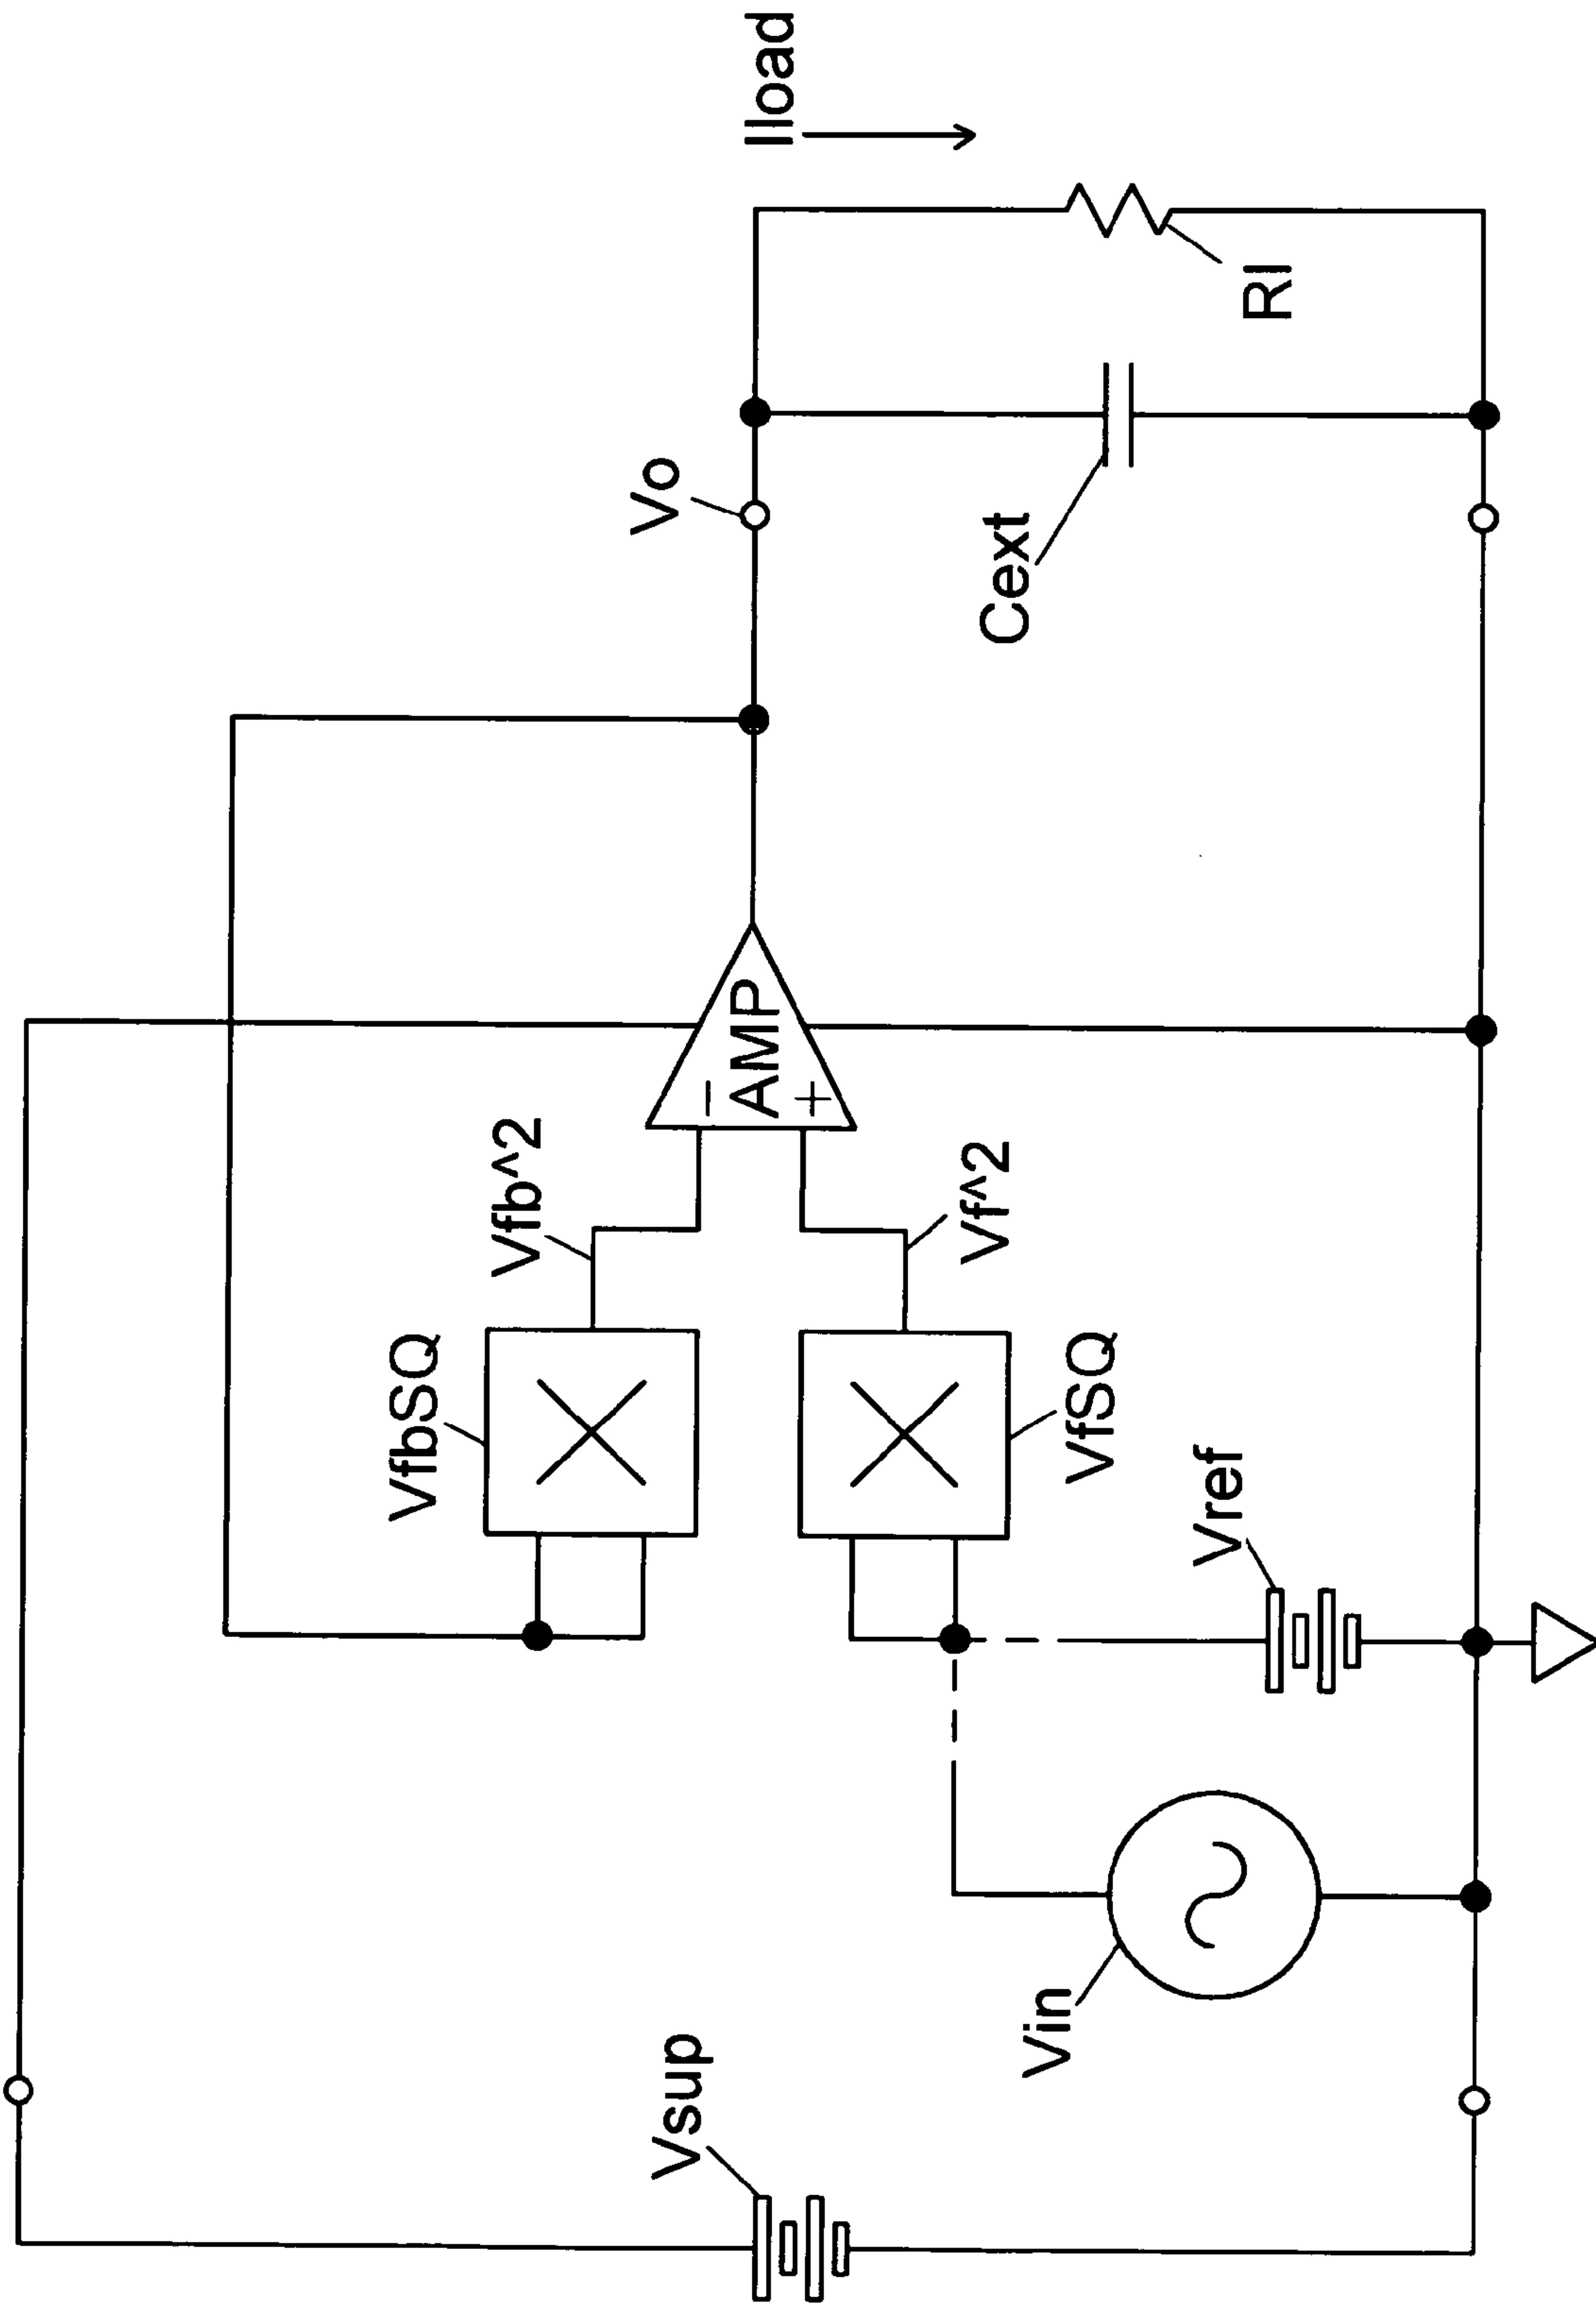 Vsup
Vin
Vref
VfbSQ
VfSQ
Vfb^2
Vf^2
−
AMP
+
Vo
Cext
Rl
Iload